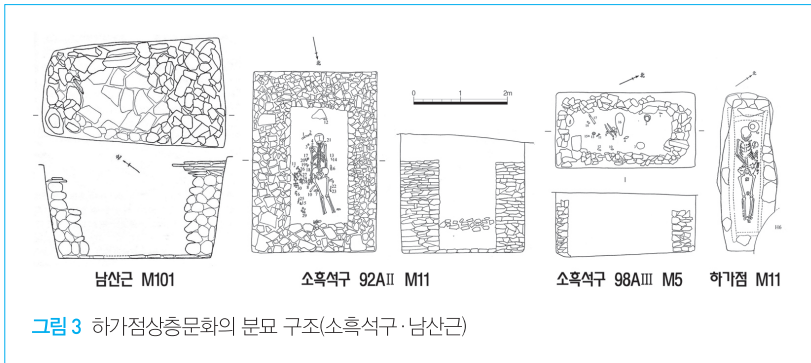 0 1 2m
남산근 M101
소흑석구 92AⅡ M11
소흑석구 98AⅢ M5
하가점 M11
그림 3 하가점상층문화의 분묘 구조(소흑석구·남산근)